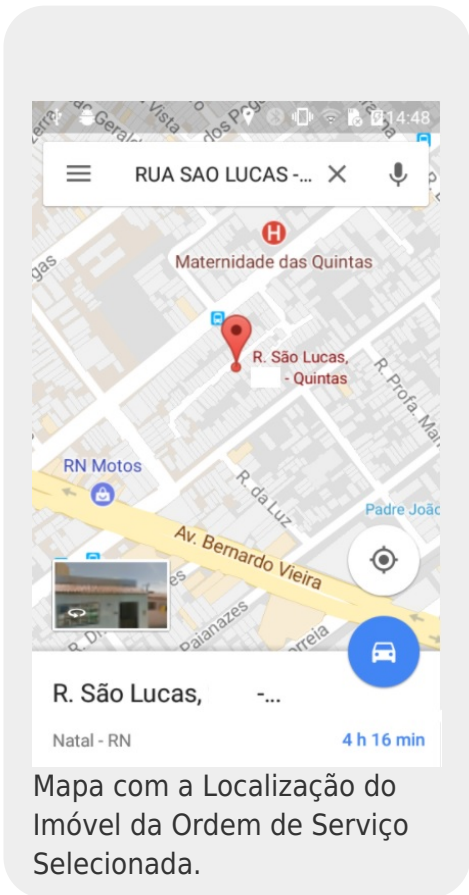 14:48
RUA SAO LUCAS -...
Maternidade das Quintas
R. São Lucas,
- Quintas
R. Profa. Mar
RN Motos
R. da Luz
Padre João
Av. Bernardo Vieira
R. São Lucas, -...
Natal - RN
4 h 16 min
Mapa com a Localização do
Imóvel da Ordem de Serviço
Selecionada.